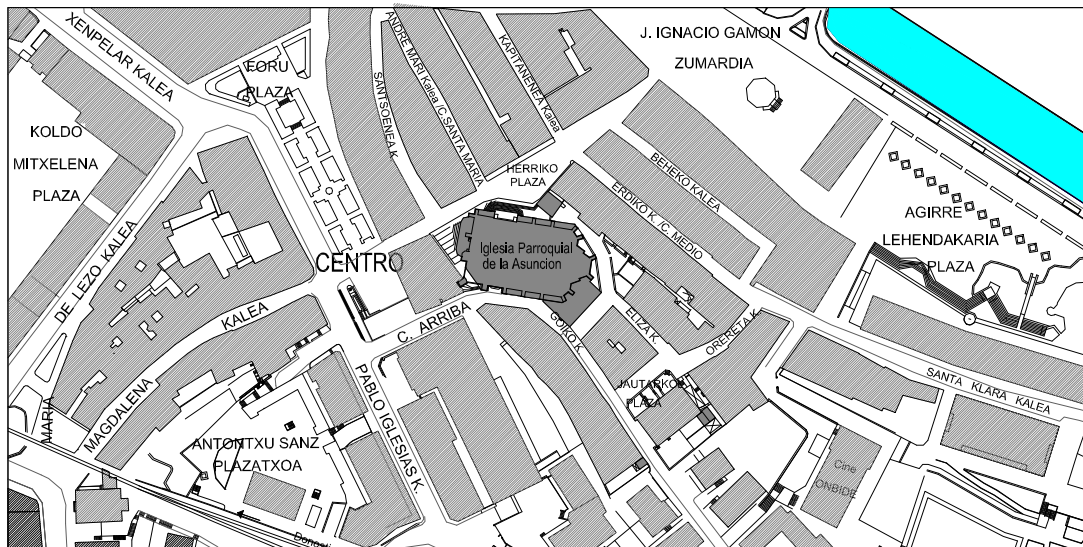 XENPELAR KALEA
FORU
PLAZA
KOLDO
MITXELENA
PLAZA
DE LEZO KALEA
MARIA
MAGDALENA
KALEA
ANTONTXU SANZ
PLAZATXOA
SANTSOENEA K.
ANDRE MARI Kalea /C.SANTA MARIA
KAPITANENEA Kalea
HERRIKO
PLAZA
CENTRO
Iglesia Parroquial
de la Asuncion
C. ARRIBA
PABLO IGLESIAS K.
GOIKO K.
ELIZA K.
ERDIKO K. /C. MEDIO
BEHEKO KALEA
J. IGNACIO GAMON
ZUMARDIA
AGIRRE
LEHENDAKARIA
PLAZA
ORERETA K.
SANTA KLARA KALEA
PLAZA
Cine
ONBIDE